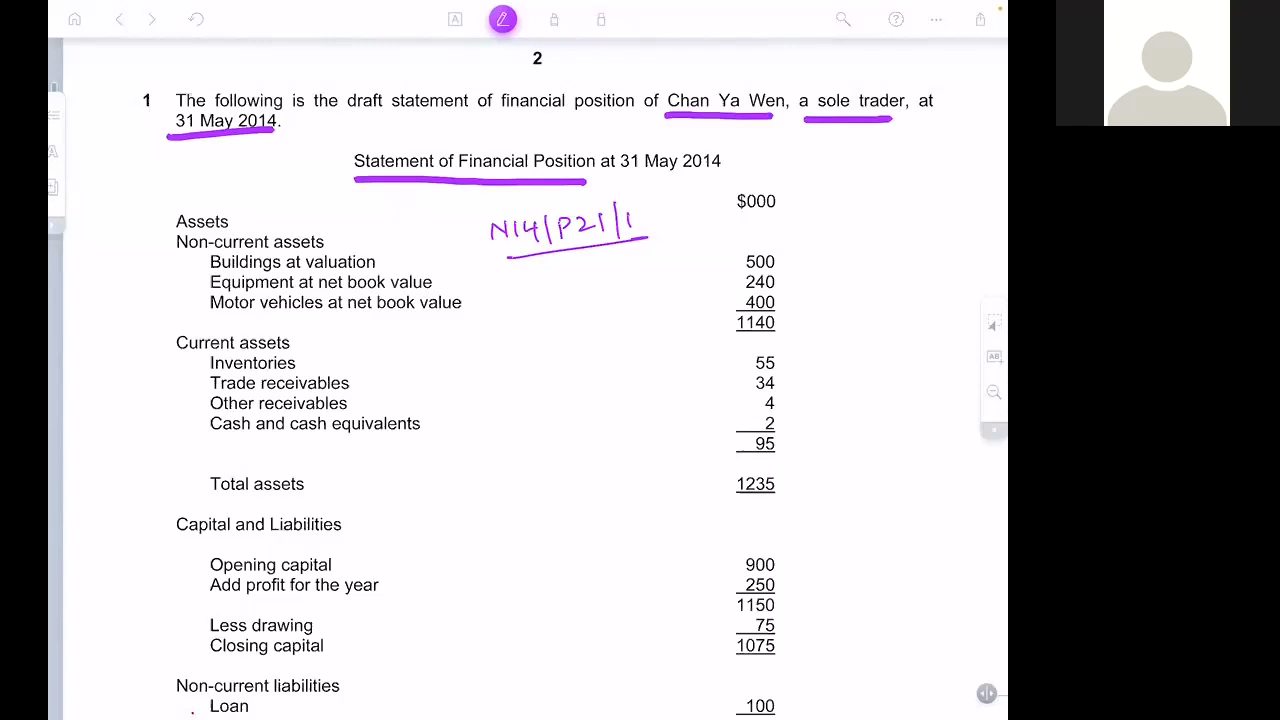 2
1 The following is the draft statement of financial position of Chan Ya Wen, a sole trader, at
31 May 2014.
Statement of Financial Position at 31 May 2014
$000
Assets
N14/P21/1
Non-current assets
Buildings at valuation 500
Equipment at net book value 240
Motor vehicles at net book value 400
1140
Current assets
Inventories 55
Trade receivables 34
Other receivables 4
Cash and cash equivalents 2
95
Total assets 1235
Capital and Liabilities
Opening capital 900
Add profit for the year 250
1150
Less drawing 75
Closing capital 1075
Non-current liabilities
Loan 100